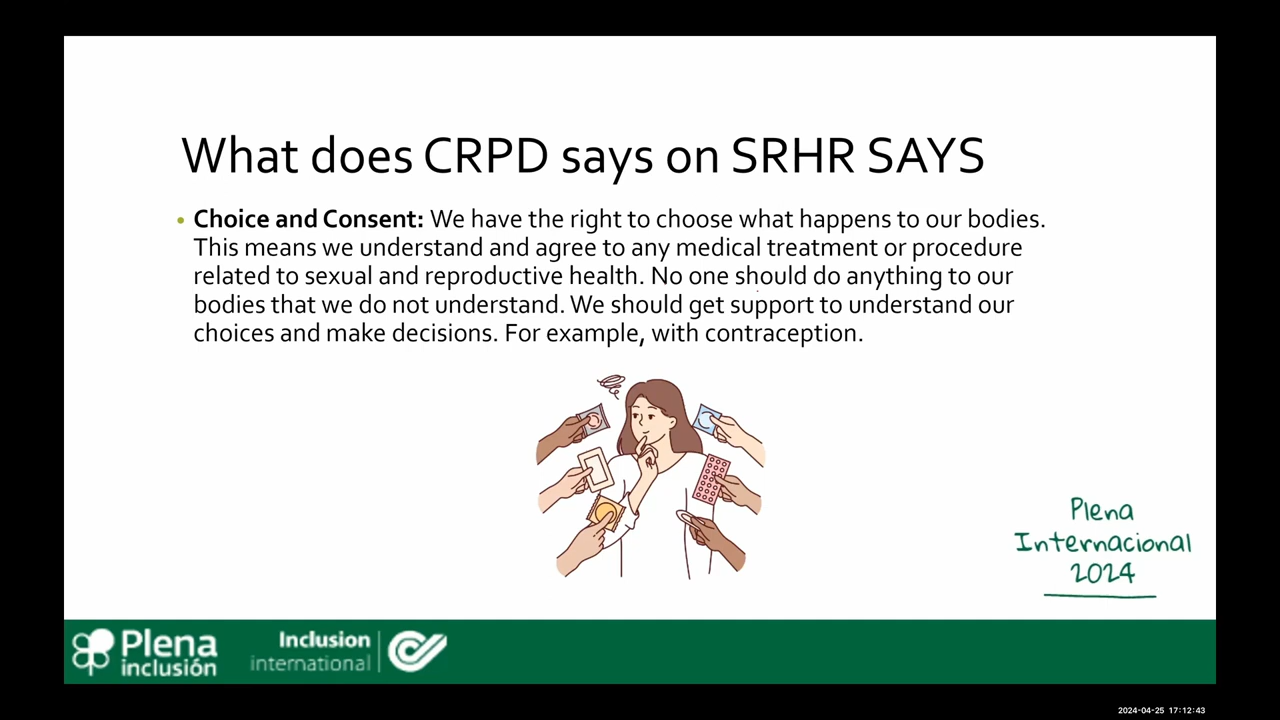 What does CRPD says on SRHR SAYS
• Choice and Consent: We have the right to choose what happens to our bodies.
This means we understand and agree to any medical treatment or procedure
related to sexual and reproductive health. No one should do anything to our
bodies that we do not understand. We should get support to understand our
choices and make decisions. For example, with contraception.
Plena
Internacional
2024
Plena
inclusión
Inclusion
international
2024-04-25 17:12:43